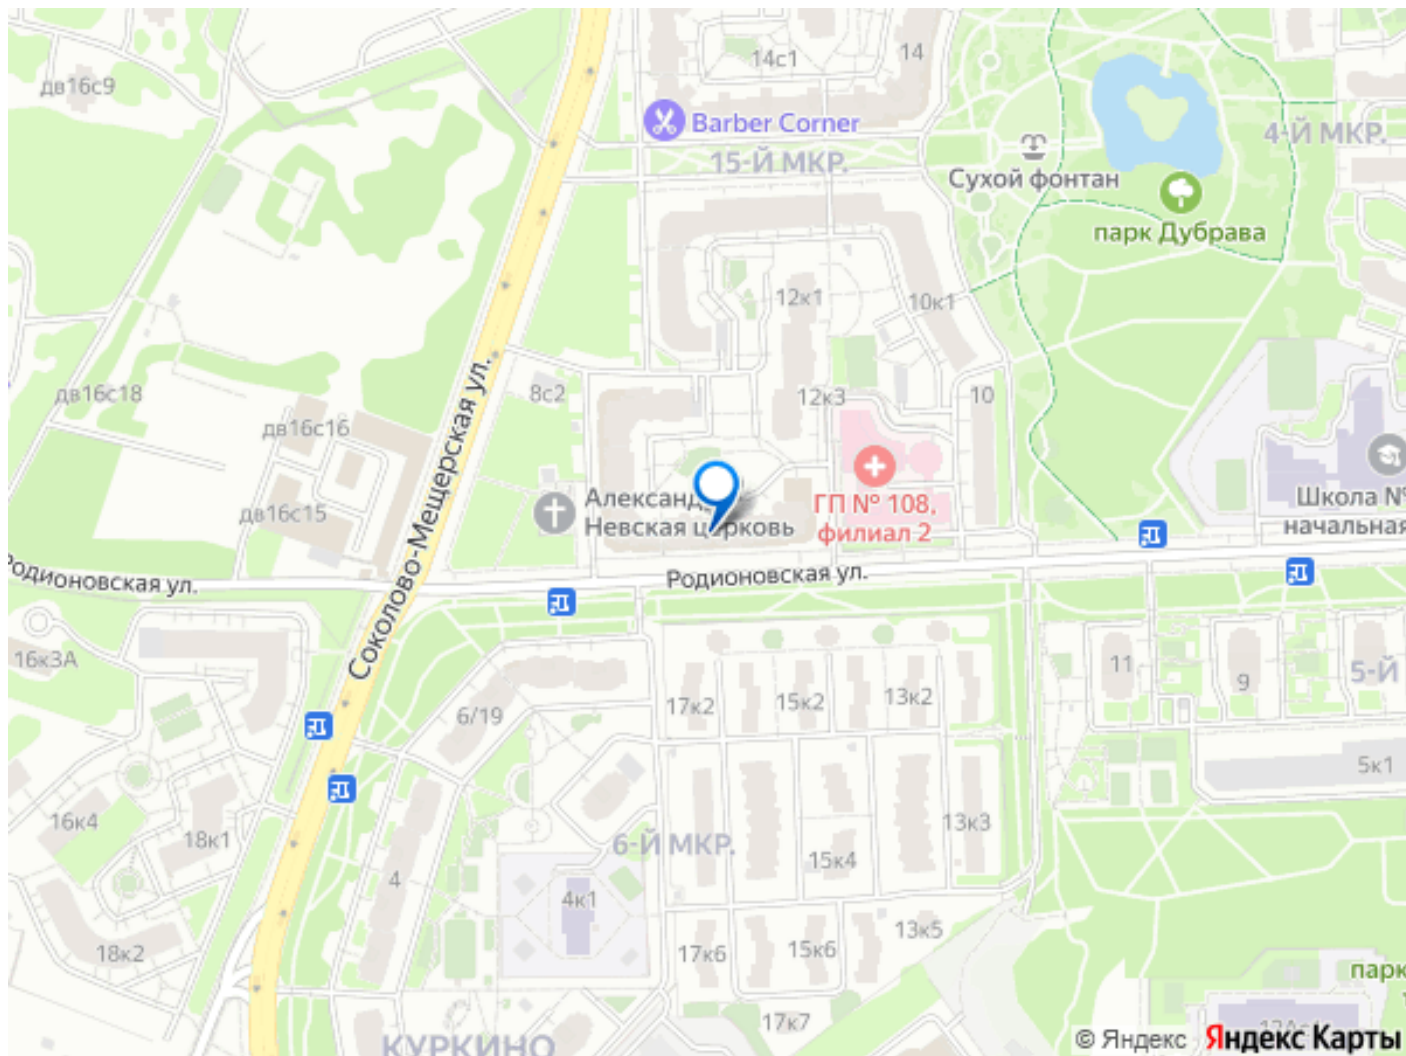 14с1
14
дв16с9
Barber Corner
15-Й МКР.
4-Й МКР.
Сухой фонтан
парк Дубрава
12к1
10к1
дв16с18
8с2
12к3
10
дв16с16
Соколово-Мещерская ул.
дв16с15
Александ
Невская церковь
ГП № 108,
филиал 2
Школа №
начальная
Родионовская ул.
Родионовская ул.
16к3А
11
9
5-Й
6/19
17к2
15к2
13к2
5к1
16к4
18к1
6-Й МКР.
13к3
15к4
4
4к1
18к2
17к6
15к6
13к5
парк
17к7
КУРКИНО
© Яндекс Яндекс Карты